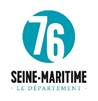 76
SEINE-MARITIME
- LE DÉPARTEMENT -